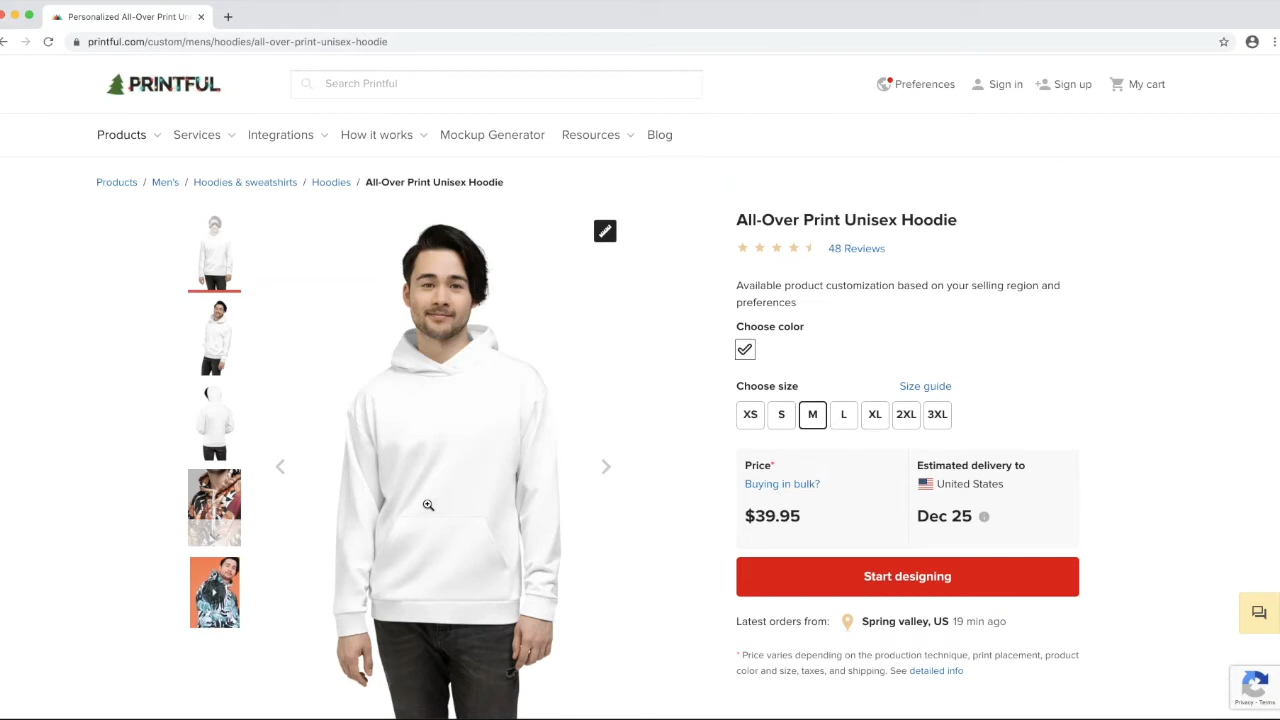 Personalized All-Over Print Un
printful.com/custom/mens/hoodies/all-over-print-unisex-hoodie
PRINTFUL
Search Printful
Preferences
Sign in
Sign up
My cart
Products
Services
Integrations
How it works
Mockup Generator
Resources
Blog
Products / Men's / Hoodies & sweatshirts / Hoodies / All-Over Print Unisex Hoodie
All-Over Print Unisex Hoodie
48 Reviews
Available product customization based on your selling region and
preferences
Choose color
Choose size
Size guide
XS S M L XL 2XL 3XL
Price*
Buying in bulk?
$39.95
Estimated delivery to
United States
Dec 25
Start designing
Latest orders from: Spring valley, US 19 min ago
* Price varies depending on the production technique, print placement, product
color and size, taxes, and shipping. See detailed info
Privacy - Terms